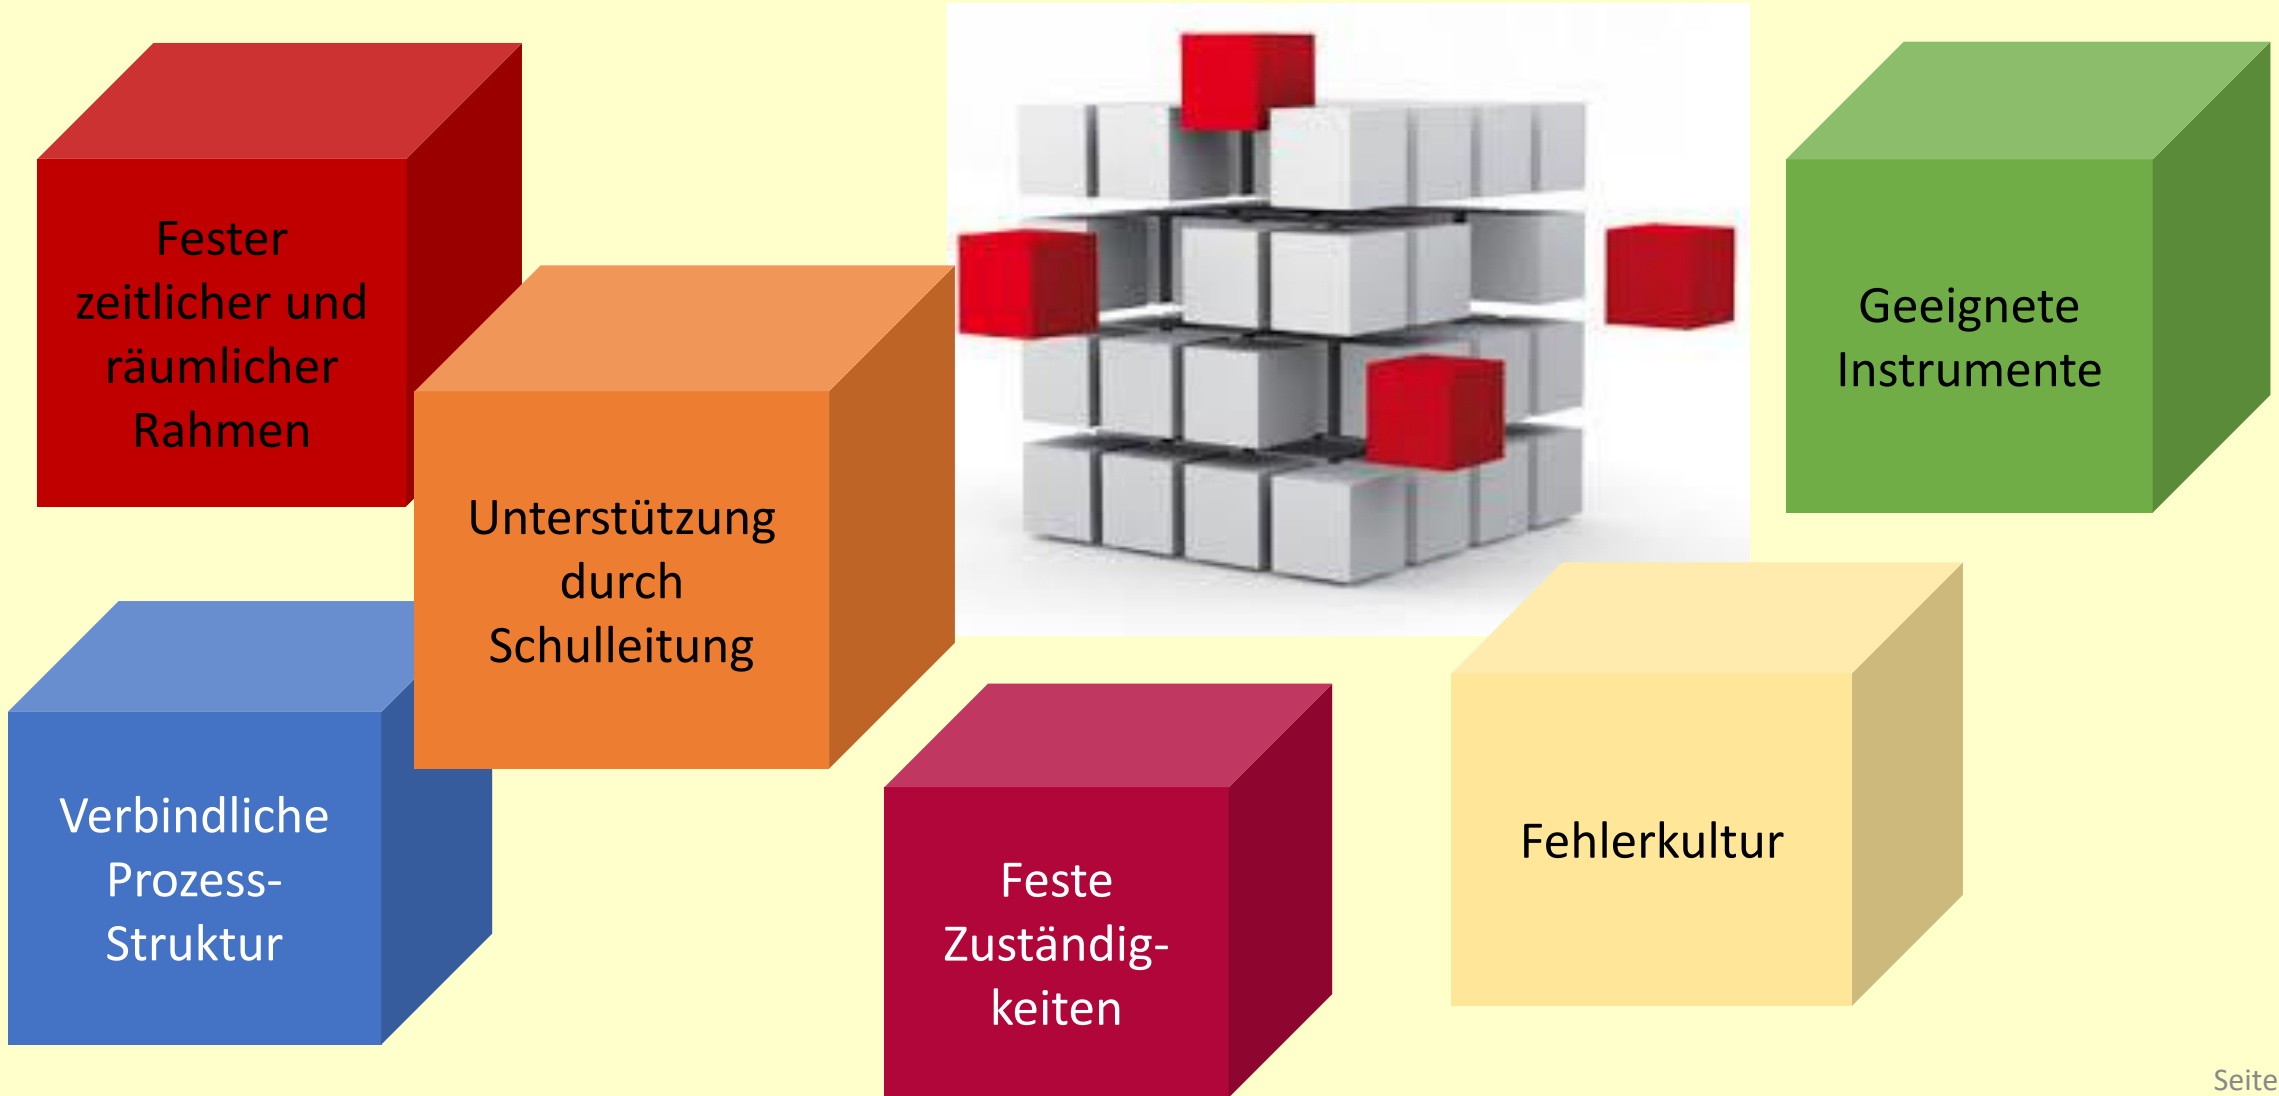 Fester
zeitlicher und
räumlicher
Rahmen
Unterstützung
durch
Schulleitung
Geeignete
Instrumente
Verbindliche
Prozess-
Struktur
Feste
Zuständig-
keiten
Fehlerkultur
Seite